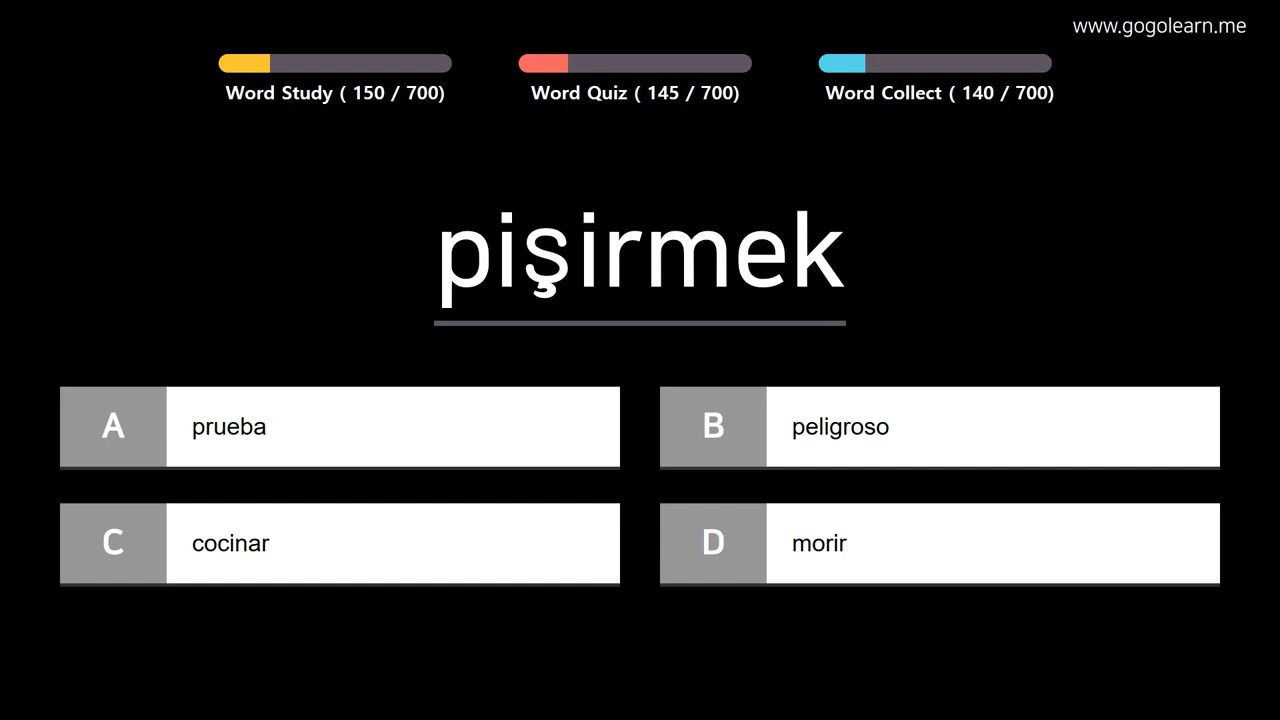 www.gogolearn.me
Word Study ( 150 / 700)
Word Quiz ( 145 / 700)
Word Collect ( 140 / 700)
pişirmek
A prueba
B peligroso
C cocinar
D morir